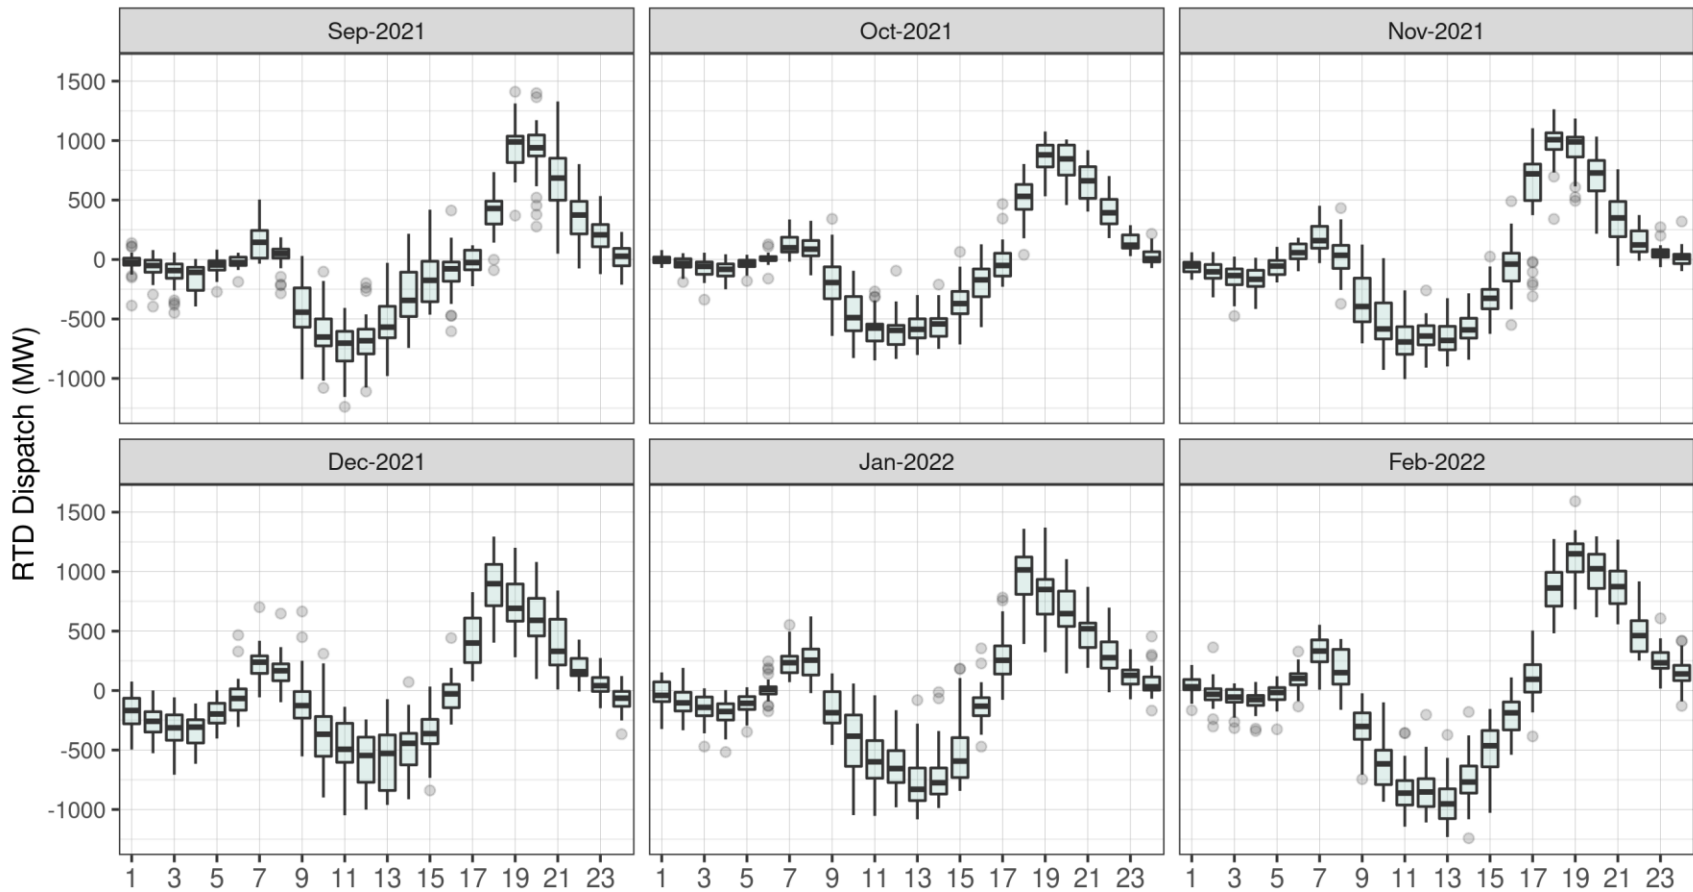 Sep-2021
Oct-2021
Nov-2021
1500
1000
500
0
-500
-1000
RTD Dispatch (MW)
Dec-2021
Jan-2022
Feb-2022
1500
1000
500
0
-500
-1000
1 3 5 7 9 11 13 15 17 19 21 23
1 3 5 7 9 11 13 15 17 19 21 23
1 3 5 7 9 11 13 15 17 19 21 23